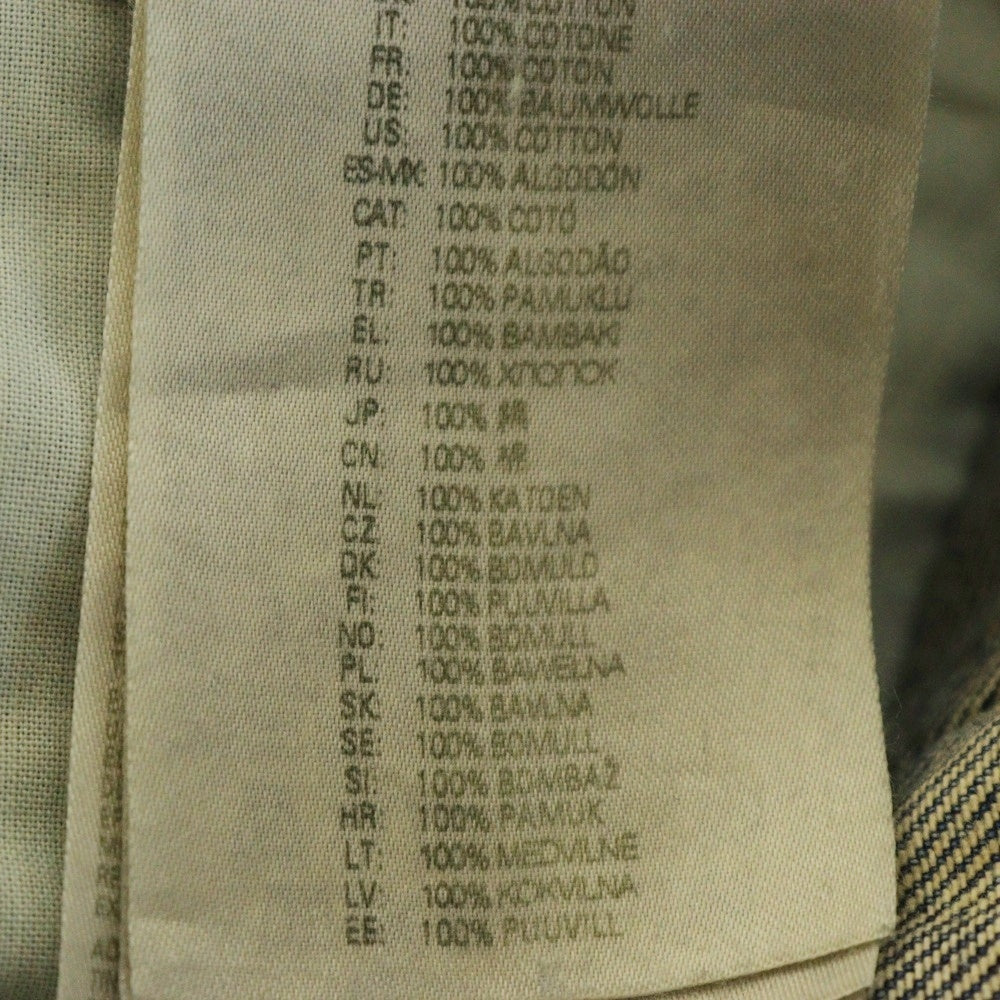 100% COTTON
IT: 100% COTONE
FR: 100% COTON
DE: 100% BAUMWOLLE
US: 100% COTTON
ES-MX: 100% ALGODÓN
CAT: 100% COTÓ
PT: 100% ALGODÃO
TR: 100% PAMUKLU
EL: 100% BAMBAKI
RU: 100% ХЛОПОК
JP: 100% 綿
CN: 100% 棉
NL: 100% KATOEN
CZ: 100% BAVLNA
DK: 100% BOMULD
FI: 100% PUUVILLA
NO: 100% BOMULL
PL: 100% BAWEŁNA
SK: 100% BAVLNA
SE: 100% BOMULL
SI: 100% BOMBAŽ
HR: 100% PAMUK
LT: 100% MEDVILNĖ
LV: 100% KOKVILNA
EE: 100% PUUVILL